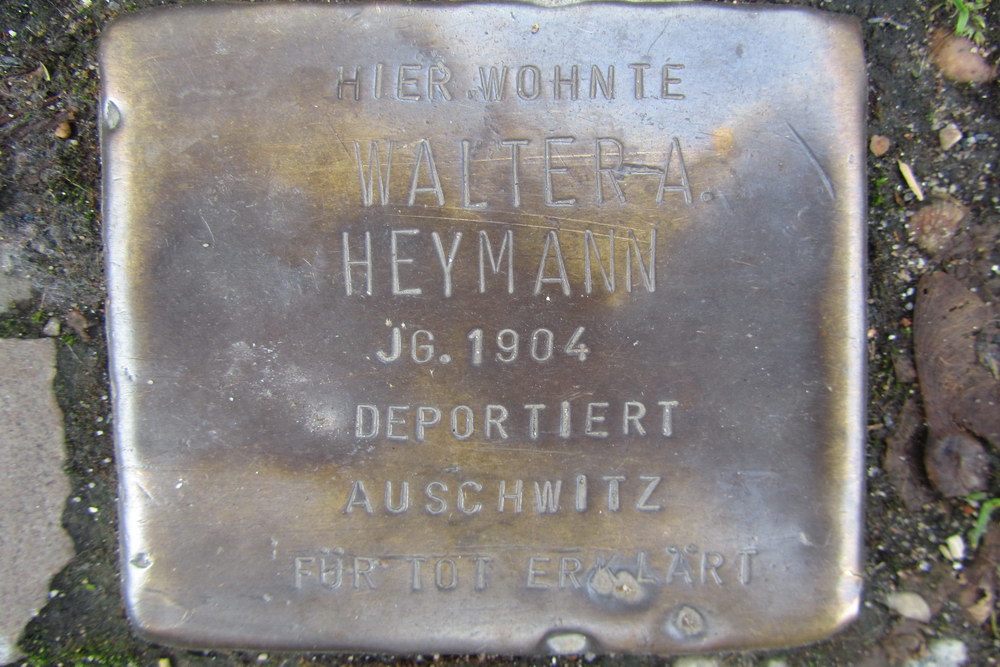 HIER WOHNTE
WALTER A.
HEYMANN
JG. 1904
DEPORTIERT
AUSCHWITZ
FÜR TOT ERKLÄRT